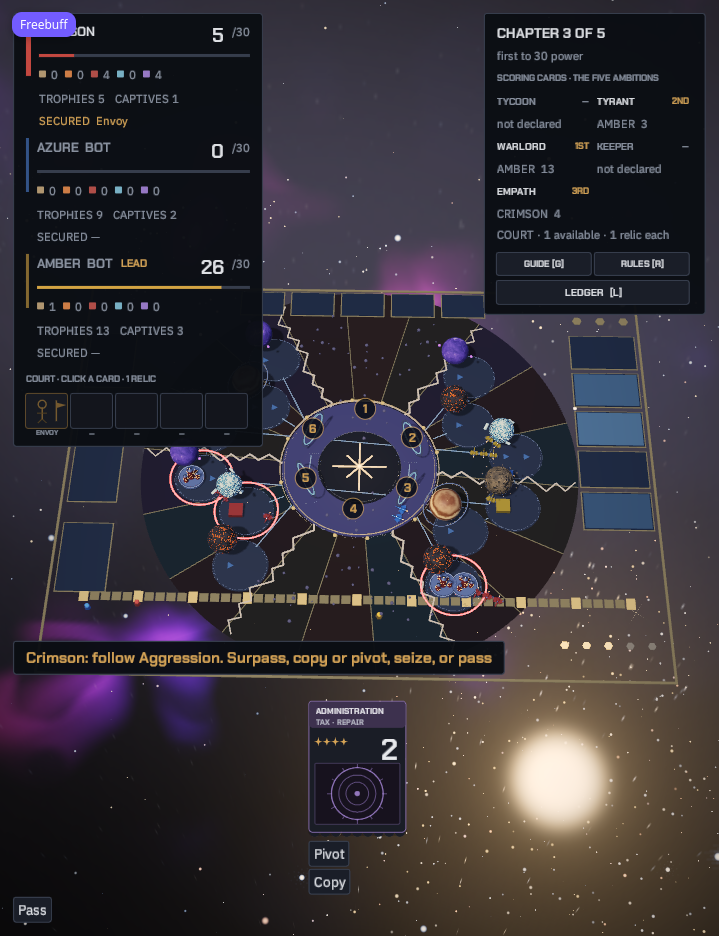 Freebuff
SON 5 /30
0 0 4 0 4
TROPHIES 5 CAPTIVES 1
SECURED Envoy
AZURE BOT 0 /30
0 0 0 0 0
TROPHIES 9 CAPTIVES 2
SECURED —
AMBER BOT LEAD 26 /30
1 0 0 0 0
TROPHIES 13 CAPTIVES 3
SECURED —
COURT · CLICK A CARD · 1 RELIC
ENVOY – – – –
CHAPTER 3 OF 5
first to 30 power
SCORING CARDS · THE FIVE AMBITIONS
TYCOON – TYRANT 2ND
not declared AMBER 3
WARLORD 1ST KEEPER –
AMBER 13 not declared
EMPATH 3RD
CRIMSON 4
COURT · 1 available · 1 relic each
GUIDE [G] RULES [R]
LEDGER [L]
1
6 2
5 3
4
Crimson: follow Aggression. Surpass, copy or pivot, seize, or pass
ADMINISTRATION
TAX · REPAIR
2
Pivot
Copy
Pass